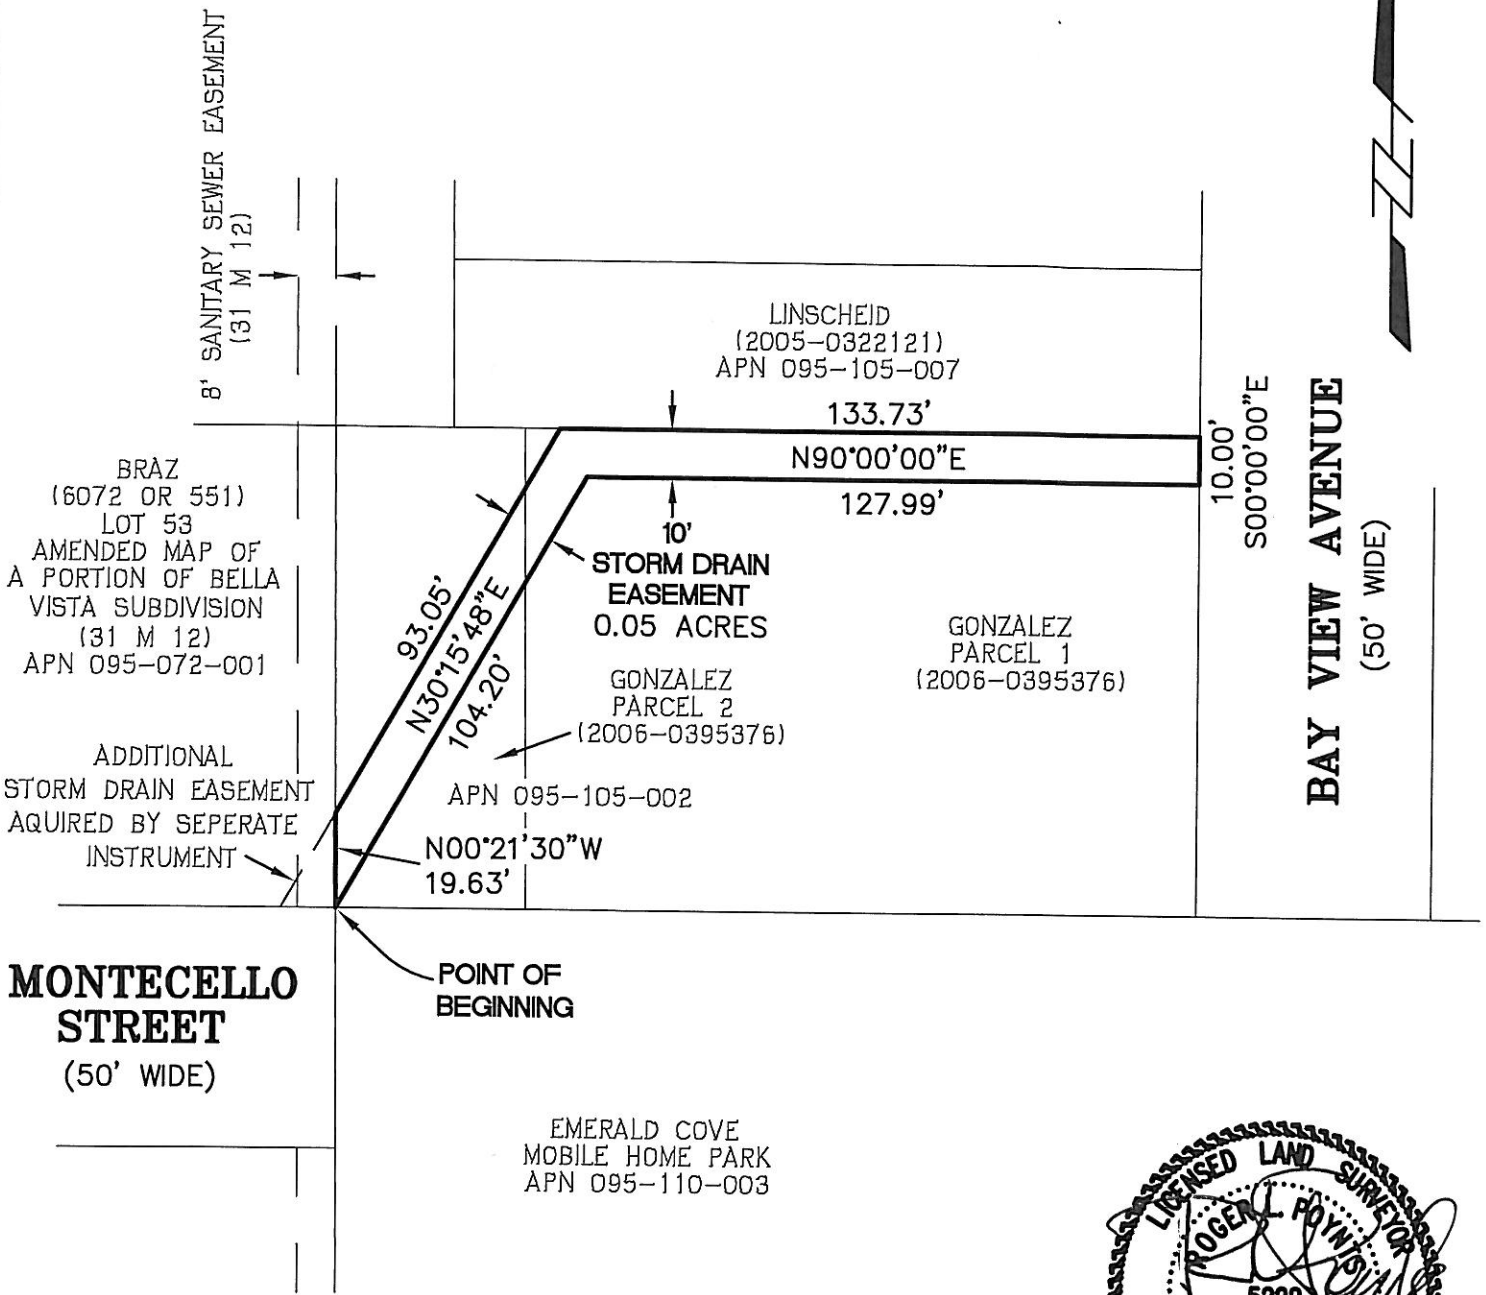 8' SANITARY SEWER EASEMENT
(31 M 12)
LINSCHEID
(2005-0322121)
APN 095-105-007
133.73'
N90°00'00"E
127.99'
10.00'
S00°00'00"E
BAY VIEW AVENUE
(50' WIDE)
BRAZ
(6072 OR 551)
LOT 53
AMENDED MAP OF
A PORTION OF BELLA
VISTA SUBDIVISION
(31 M 12)
APN 095-072-001
93.05'
N30°15'48"E
104.20'
10'
STORM DRAIN
EASEMENT
0.05 ACRES
GONZALEZ
PARCEL 1
(2006-0395376)
GONZALEZ
PARCEL 2
(2006-0395376)
APN 095-105-002
ADDITIONAL
STORM DRAIN EASEMENT
AQUIRED BY SEPERATE
INSTRUMENT
N00°21'30"W
19.63'
POINT OF
BEGINNING
MONTECELLO
STREET
(50' WIDE)
EMERALD COVE
MOBILE HOME PARK
APN 095-110-003
LICENSED LAND SURVEYOR
ROGER L. POYNTS